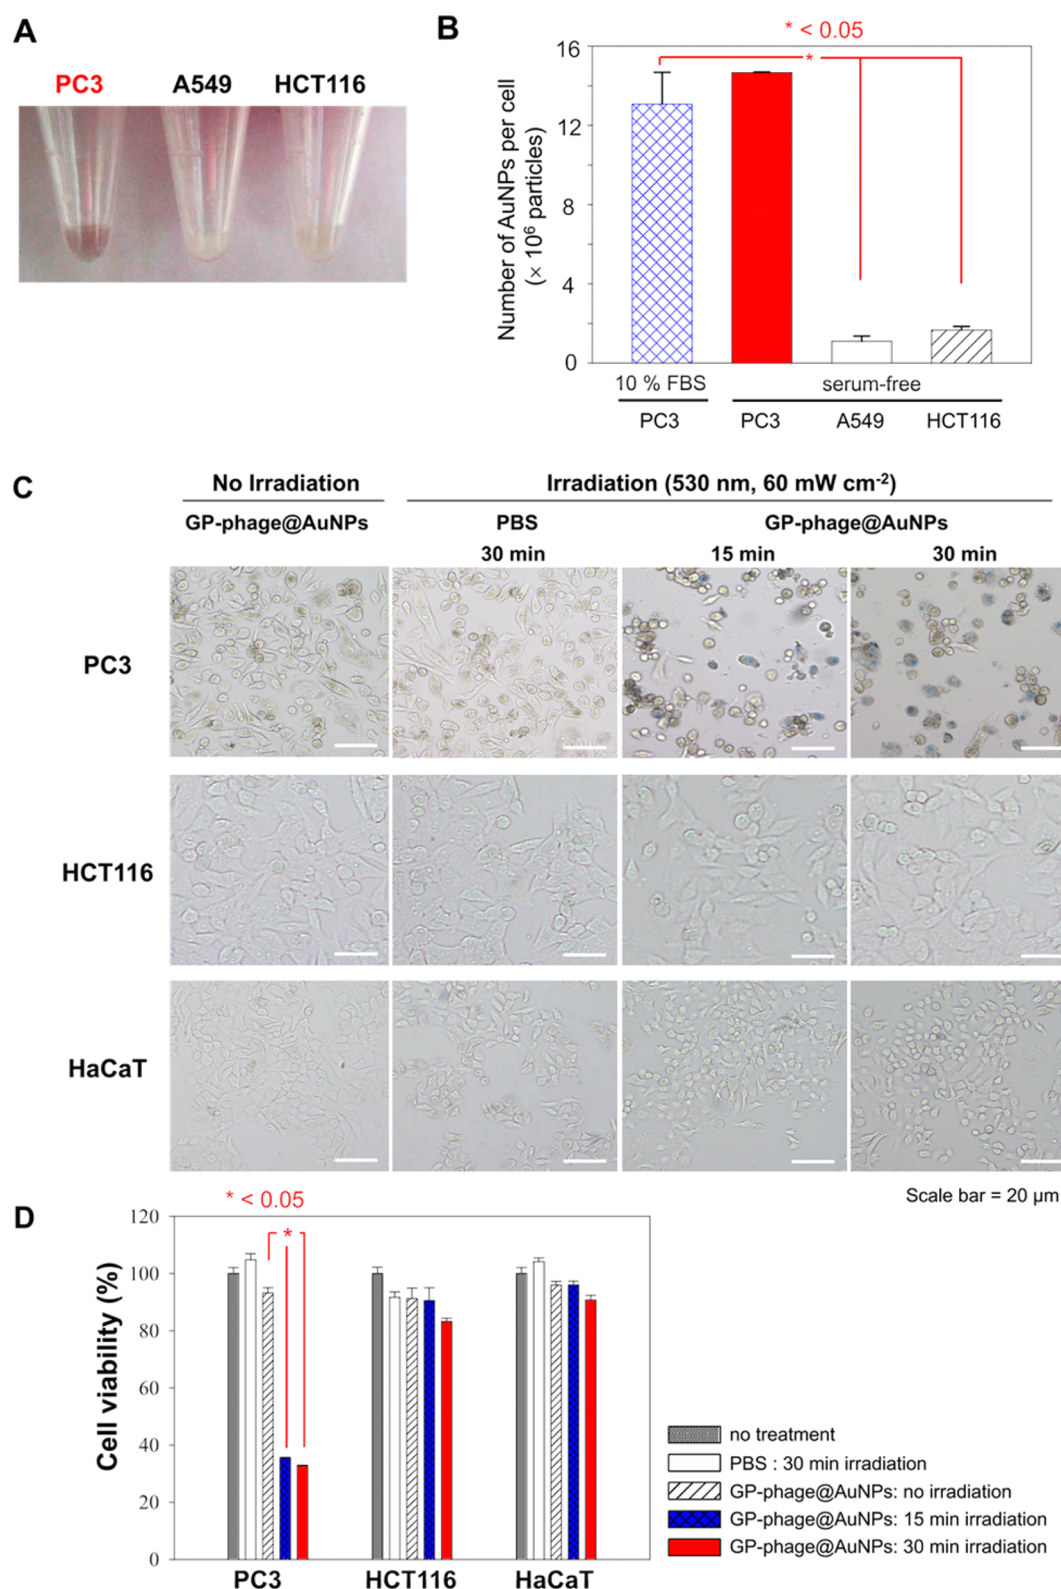 A
PC3 A549 HCT116
B
* < 0.05
*
16
12
8
4
0
Number of AuNPs per cell
(× 10⁶ particles)
10 % FBS serum-free
PC3 PC3 A549 HCT116
C
No Irradiation Irradiation (530 nm, 60 mW cm⁻²)
GP-phage@AuNPs PBS GP-phage@AuNPs
30 min 15 min 30 min
PC3
HCT116
HaCaT
Scale bar = 20 µm
D
* < 0.05
*
120
100
80
60
40
20
0
Cell viability (%)
PC3 HCT116 HaCaT
no treatment
PBS : 30 min irradiation
GP-phage@AuNPs: no irradiation
GP-phage@AuNPs: 15 min irradiation
GP-phage@AuNPs: 30 min irradiation